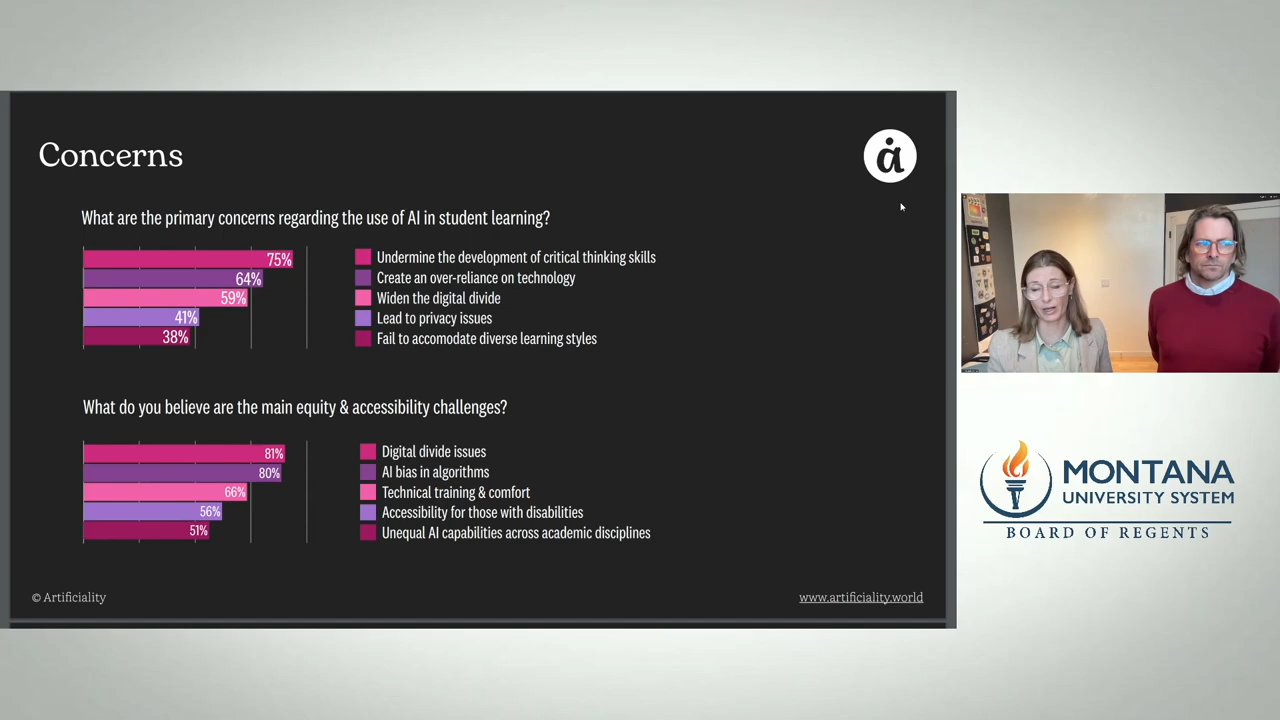 Concerns
ȧ
What are the primary concerns regarding the use of AI in student learning?
75% Undermine the development of critical thinking skills
64% Create an over-reliance on technology
59% Widen the digital divide
41% Lead to privacy issues
38% Fail to accomodate diverse learning styles
What do you believe are the main equity & accessibility challenges?
81% Digital divide issues
80% AI bias in algorithms
66% Technical training & comfort
56% Accessibility for those with disabilities
51% Unequal AI capabilities across academic disciplines
© Artificiality
www.artificiality.world
MONTANA
UNIVERSITY SYSTEM
BOARD OF REGENTS